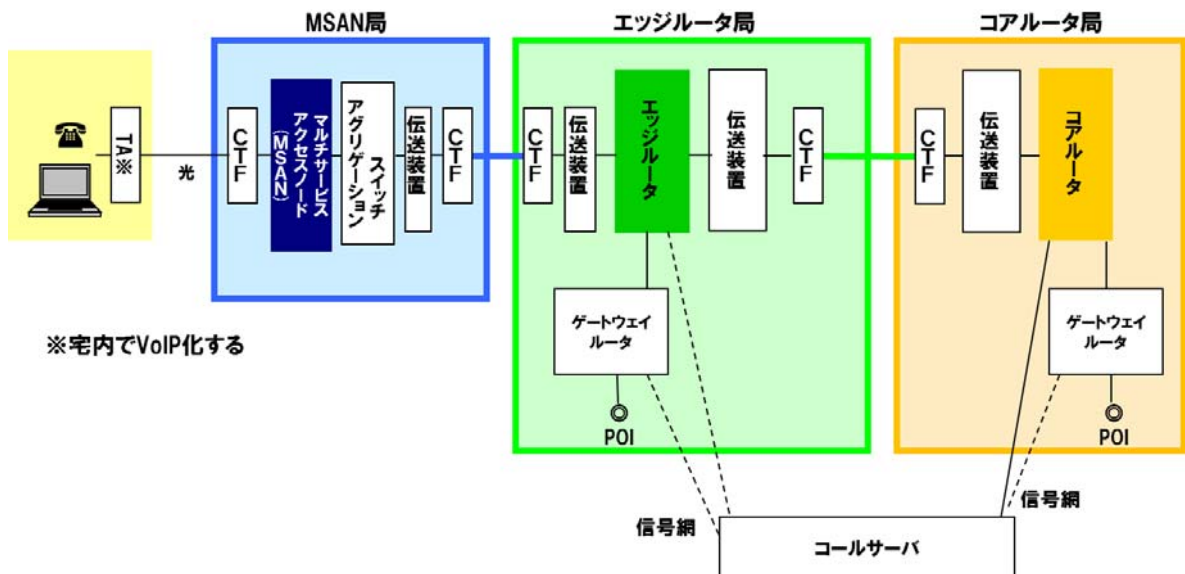 MSAN局
エッジルータ局
コアルータ局
TA※
光
CTF
マルチサービス
アクセスノード
(MSAN)
アグリゲーション
スイッチ
伝送装置
CTF
CTF
伝送装置
エッジルータ
伝送装置
CTF
CTF
伝送装置
コアルータ
ゲートウェイ
ルータ
ゲートウェイ
ルータ
※宅内でVoIP化する
POI
POI
信号網
信号網
コールサーバ